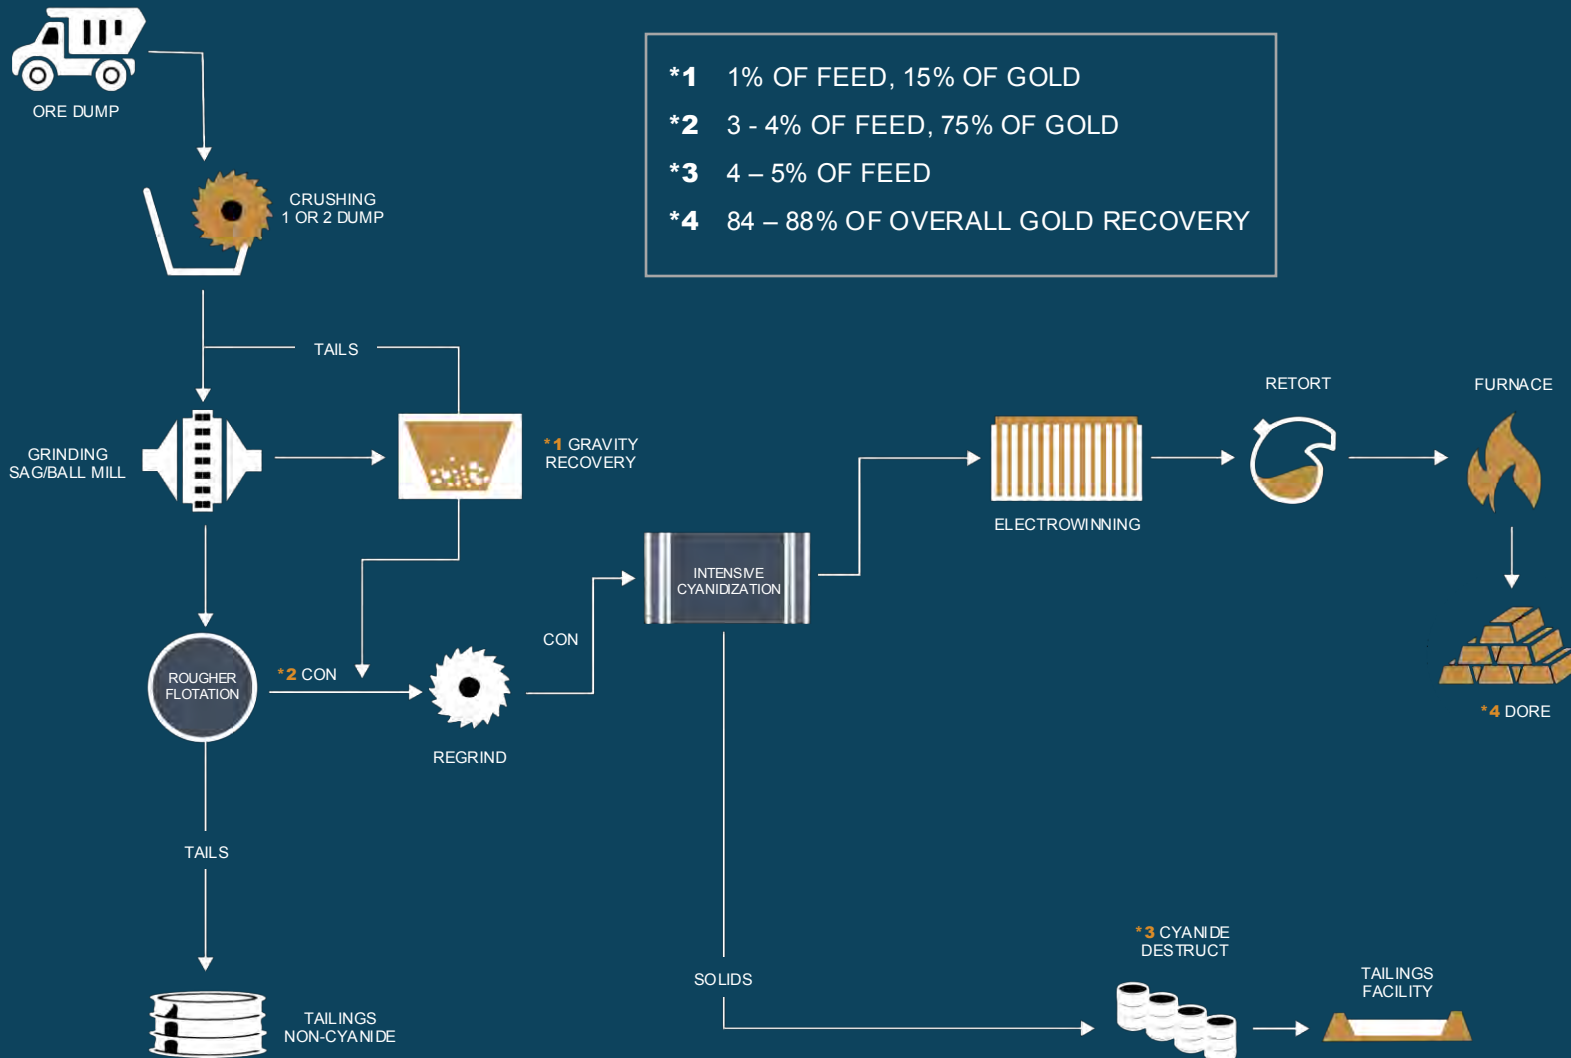 *1 1% OF FEED, 15% OF GOLD
*2 3 - 4% OF FEED, 75% OF GOLD
*3 4 – 5% OF FEED
*4 84 – 88% OF OVERALL GOLD RECOVERY
ORE DUMP
CRUSHING
1 OR 2 DUMP
TAILS
GRINDING
SAG/BALL MILL
*1 GRAVITY
RECOVERY
RETORT
FURNACE
ELECTROWINNING
INTENSIVE
CYANIDIZATION
CON
ROUGHER
FLOTATION
*2 CON
REGRIND
*4 DORE
TAILS
SOLIDS
*3 CYANIDE
DESTRUCT
TAILINGS
FACILITY
TAILINGS
NON-CYANIDE